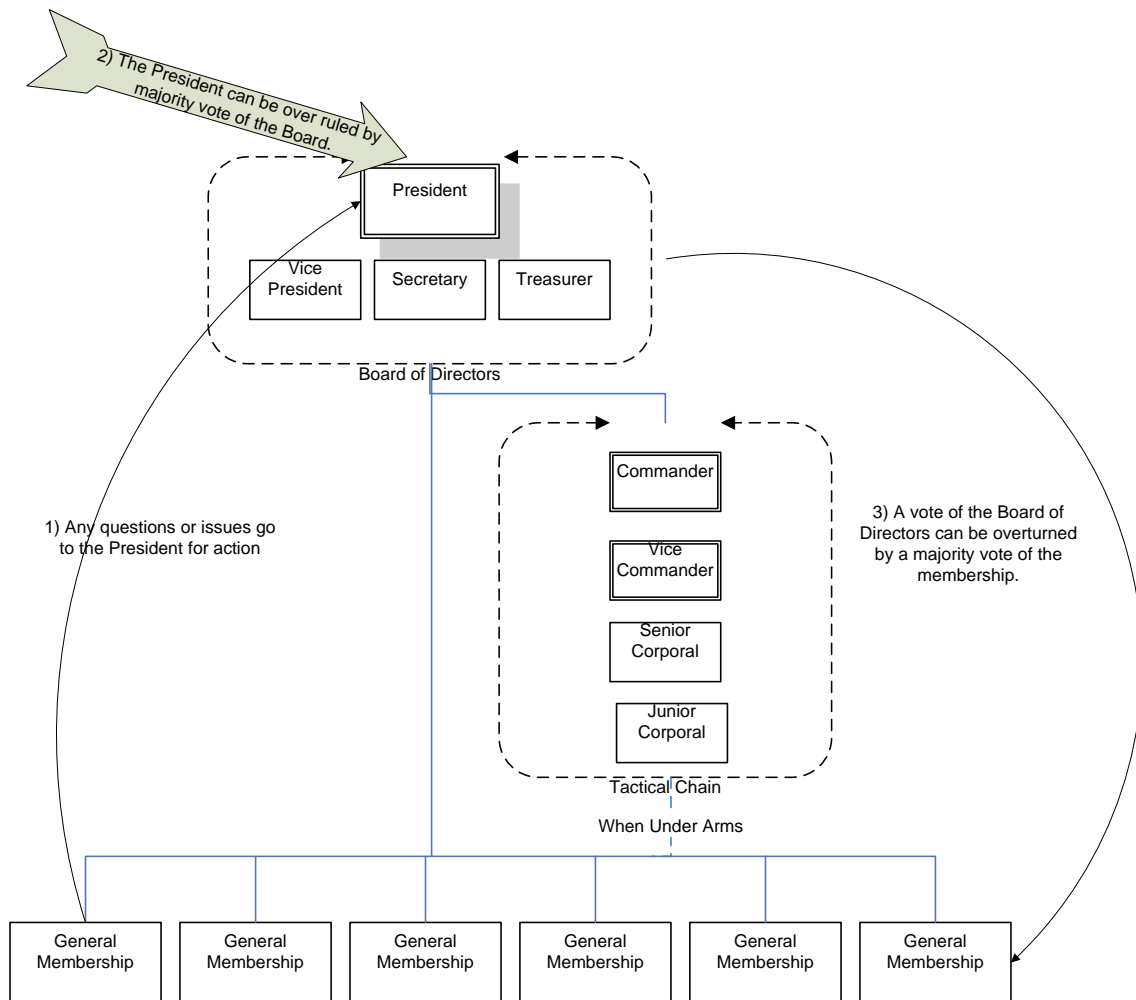 2) The President can be over ruled by
majority vote of the Board.
President
Vice
President
Secretary
Treasurer
Board of Directors
Commander
1) Any questions or issues go
to the President for action
3) A vote of the Board of
Directors can be overturned
by a majority vote of the
membership.
Vice
Commander
Senior
Corporal
Junior
Corporal
Tactical Chain
When Under Arms
General
Membership
General
Membership
General
Membership
General
Membership
General
Membership
General
Membership